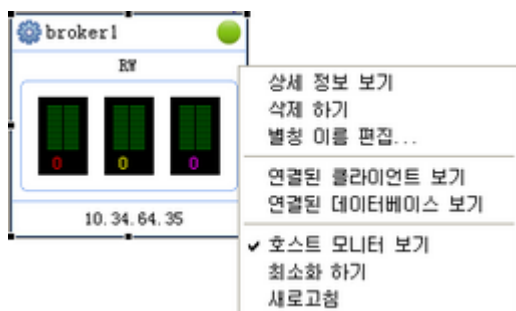 broker1
RW
0 0 0
10.34.64.35
상세 정보 보기
삭제 하기
별칭 이름 편집...
연결된 클라이언트 보기
연결된 데이터베이스 보기
호스트 모니터 보기
최소화 하기
새로고침